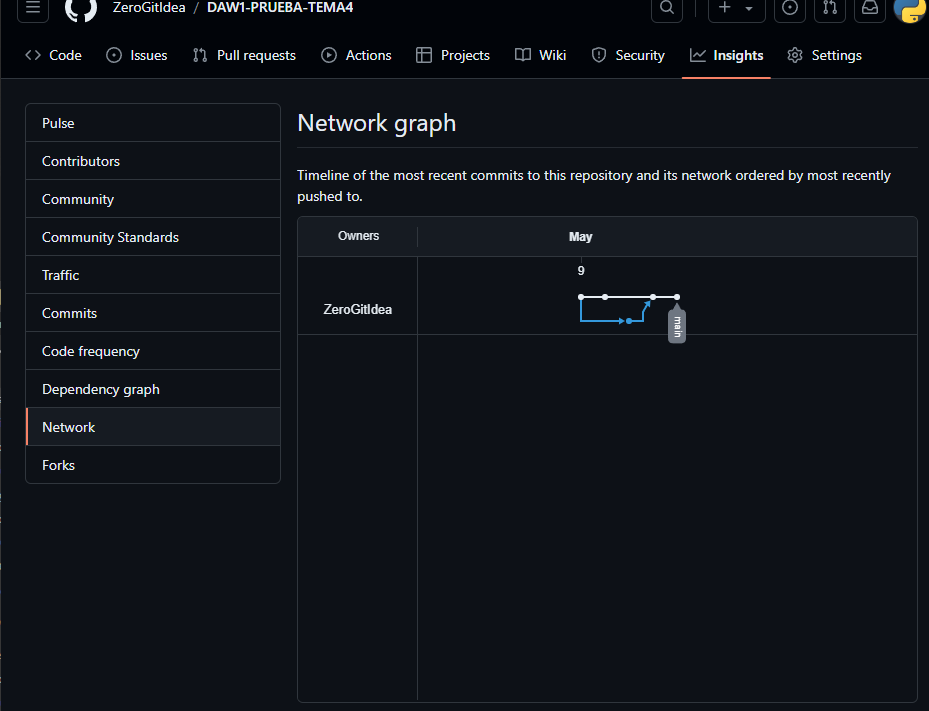 ZeroGitIdea / DAW1-PRUEBA-TEMA4
Code Issues Pull requests Actions Projects Wiki Security Insights Settings
Pulse
Contributors
Community
Community Standards
Traffic
Commits
Code frequency
Dependency graph
Network
Forks
Network graph
Timeline of the most recent commits to this repository and its network ordered by most recently
pushed to.
Owners May
9
ZeroGitIdea
main